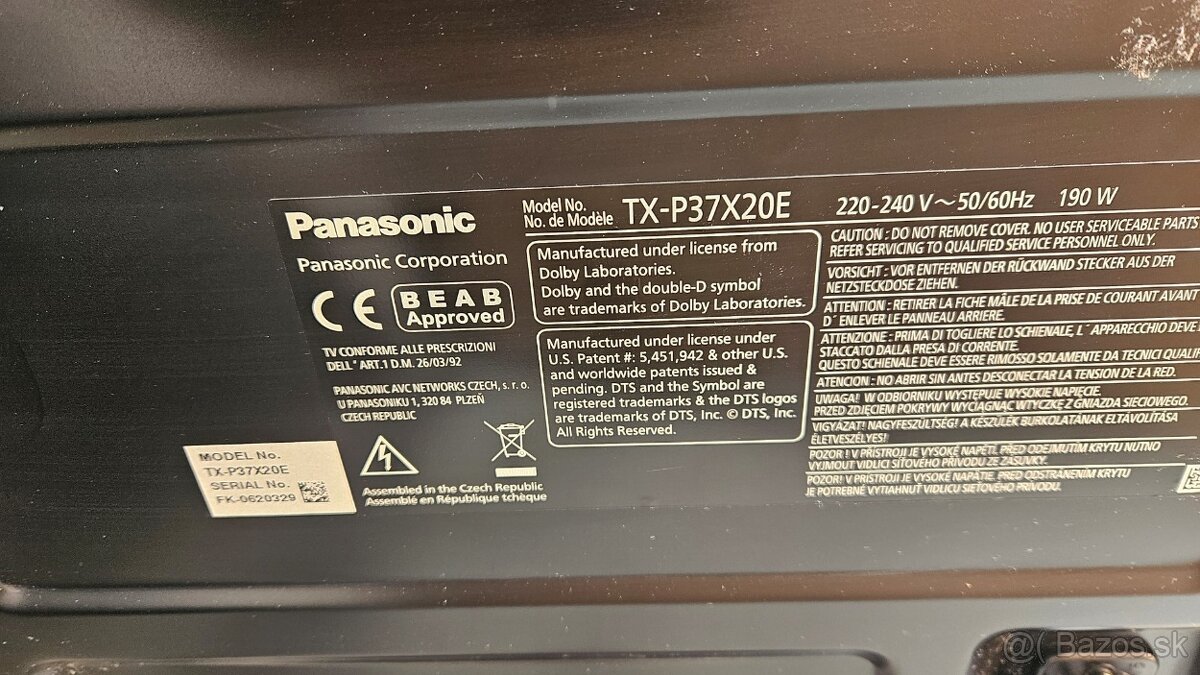 Panasonic
Panasonic Corporation
CE
BEAB
Approved
TV CONFORME ALLE PRESCRIZIONI
DELL´ ART.1 D.M. 26/03/92
PANASONIC AVC NETWORKS CZECH, s. r. o.
U PANASONIKU 1, 320 84 PLZEŇ
CZECH REPUBLIC
Assembled in the Czech Republic
Assemblé en République tchèque
MODEL No.
TX-P37X20E
SERIAL No.
FK-0620329
Model No.
No. de Modèle
TX-P37X20E
Manufactured under license from
Dolby Laboratories.
Dolby and the double-D symbol
are trademarks of Dolby Laboratories.
Manufactured under license under
U.S. Patent #: 5,451,942 & other U.S.
and worldwide patents issued &
pending. DTS and the Symbol are
registered trademarks & the DTS logos
are trademarks of DTS, Inc. © DTS, Inc.
All Rights Reserved.
220-240 V~50/60Hz 190 W
CAUTION : DO NOT REMOVE COVER. NO USER SERVICEABLE PARTS
REFER SERVICING TO QUALIFIED SERVICE PERSONNEL ONLY.
VORSICHT : VOR ENTFERNEN DER RÜCKWAND STECKER AUS DER
NETZSTECKDOSE ZIEHEN.
ATTENTION : RETIRER LA FICHE MÂLE DE LA PRISE DE COURANT AVANT
D´ ENLEVER LE PANNEAU ARRIERE.
ATTENZIONE : PRIMA DI TOGLIERE LO SCHIENALE, L´ APPARECCHIO DEVE
STACCATO DALLA PRESA DI CORRENTE.
QUESTO SCHIENALE DEVE ESSERE RIMOSSO SOLAMENTE DA TECNICI
ATENCION : NO ABRIR SIN ANTES DESCONECTAR LA TENSION DE LA RED.
UWAGA! W ODBIORNIKU WYSTĘPUJE WYSOKIE NAPIĘCIE.
PRZED ZDJĘCIEM POKRYWY WYCIĄGNĄĆ WTYCZKĘ Z GNIAZDA SIECIOWEGO.
VIGYÁZAT! NAGYFESZÜLTSÉG! A KÉSZÜLÉK BURKOLATÁNAK ELTÁVOLÍTÁSA
ÉLETVESZÉLYES!
POZOR ! V PŘÍSTROJI JE VYSOKÉ NAPĚTÍ. PŘED ODEJMUTÍM KRYTU NUTNO
VYJMOUT VIDLICI SÍŤOVÉHO PŘÍVODU ZE ZÁSUVKY.
POZOR! V PRÍSTROJI JE VYSOKÉ NAPÄTIE. PRED ODSTRÁNENÍM KRYTU
JE POTREBNÉ VYTIAHNUŤ VIDLICU SIEŤOVÉHO PRÍVODU.
@( Bazos.sk